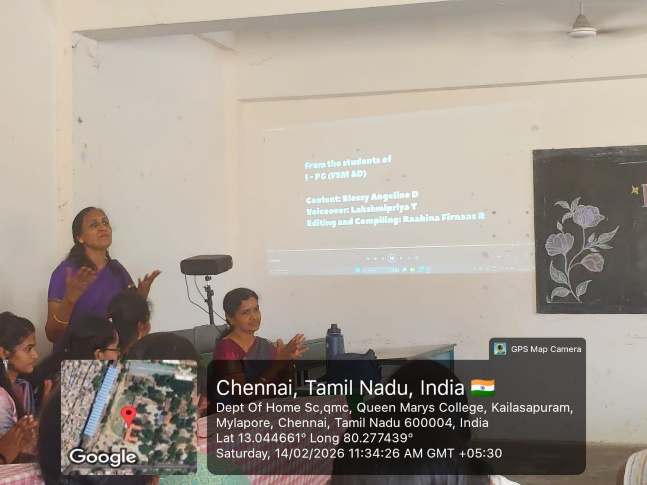 From the students of
I - PG (FSM &D)
Content: Blessy Angeline D
Voiceover: Lakshmipriya T
Editing and Compiling: Raahina Firnaas R
GPS Map Camera
Chennai, Tamil Nadu, India
Dept Of Home Sc,qmc, Queen Marys College, Kailasapuram,
Mylapore, Chennai, Tamil Nadu 600004, India
Lat 13.044661° Long 80.277439°
Saturday, 14/02/2026 11:34:26 AM GMT +05:30
Google